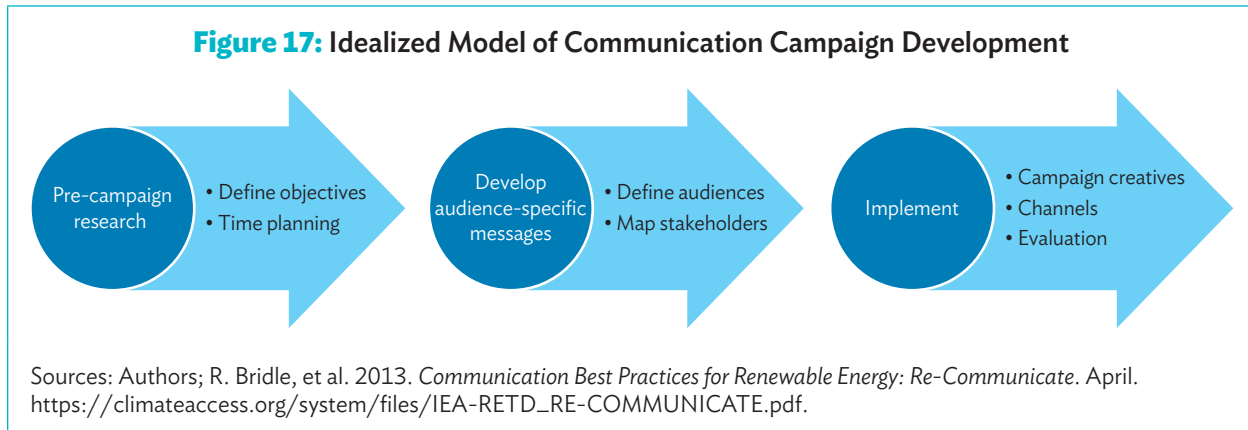 Figure 17: Idealized Model of Communication Campaign Development
Pre-campaign
research
• Define objectives
• Time planning
Develop
audience-specific
messages
• Define audiences
• Map stakeholders
Implement
• Campaign creatives
• Channels
• Evaluation
Sources: Authors; R. Bridle, et al. 2013. Communication Best Practices for Renewable Energy: Re-Communicate. April.
https://climateaccess.org/system/files/IEA-RETD_RE-COMMUNICATE.pdf.